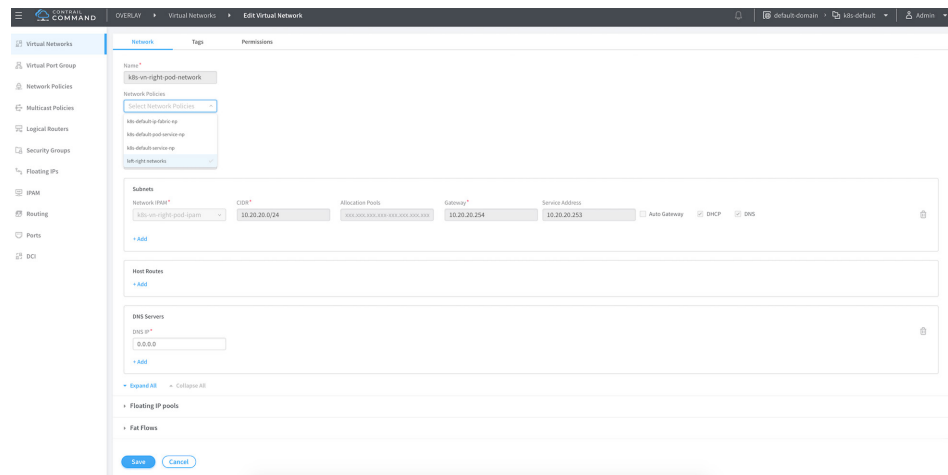 CONTRAIL COMMAND
OVERLAY Virtual Networks Edit Virtual Network
default-domain k8s-default Admin
Virtual Networks
Virtual Port Group
Network Policies
Multicast Policies
Logical Routers
Security Groups
Floating IPs
IPAM
Routing
Ports
DCI
Network Tags Permissions
Name*
k8s-vn-right-pod-network
Network Policies
Select Network Policies
k8s-default-ip-fabric-np
k8s-default-pod-service-np
k8s-default-service-np
left-right-networks
Subnets
Network IPAM* CIDR* Allocation Pools Gateway* Service Address
k8s-vn-right-pod-ipam 10.20.20.0/24 xxx.xxx.xxx.xxx-xxx.xxx.xxx.xxx 10.20.20.254 10.20.20.253 Auto Gateway DHCP DNS
+ Add
Host Routes
+ Add
DNS Servers
DNS IP*
0.0.0.0
+ Add
Expand All Collapse All
Floating IP pools
Fat Flows
Save Cancel